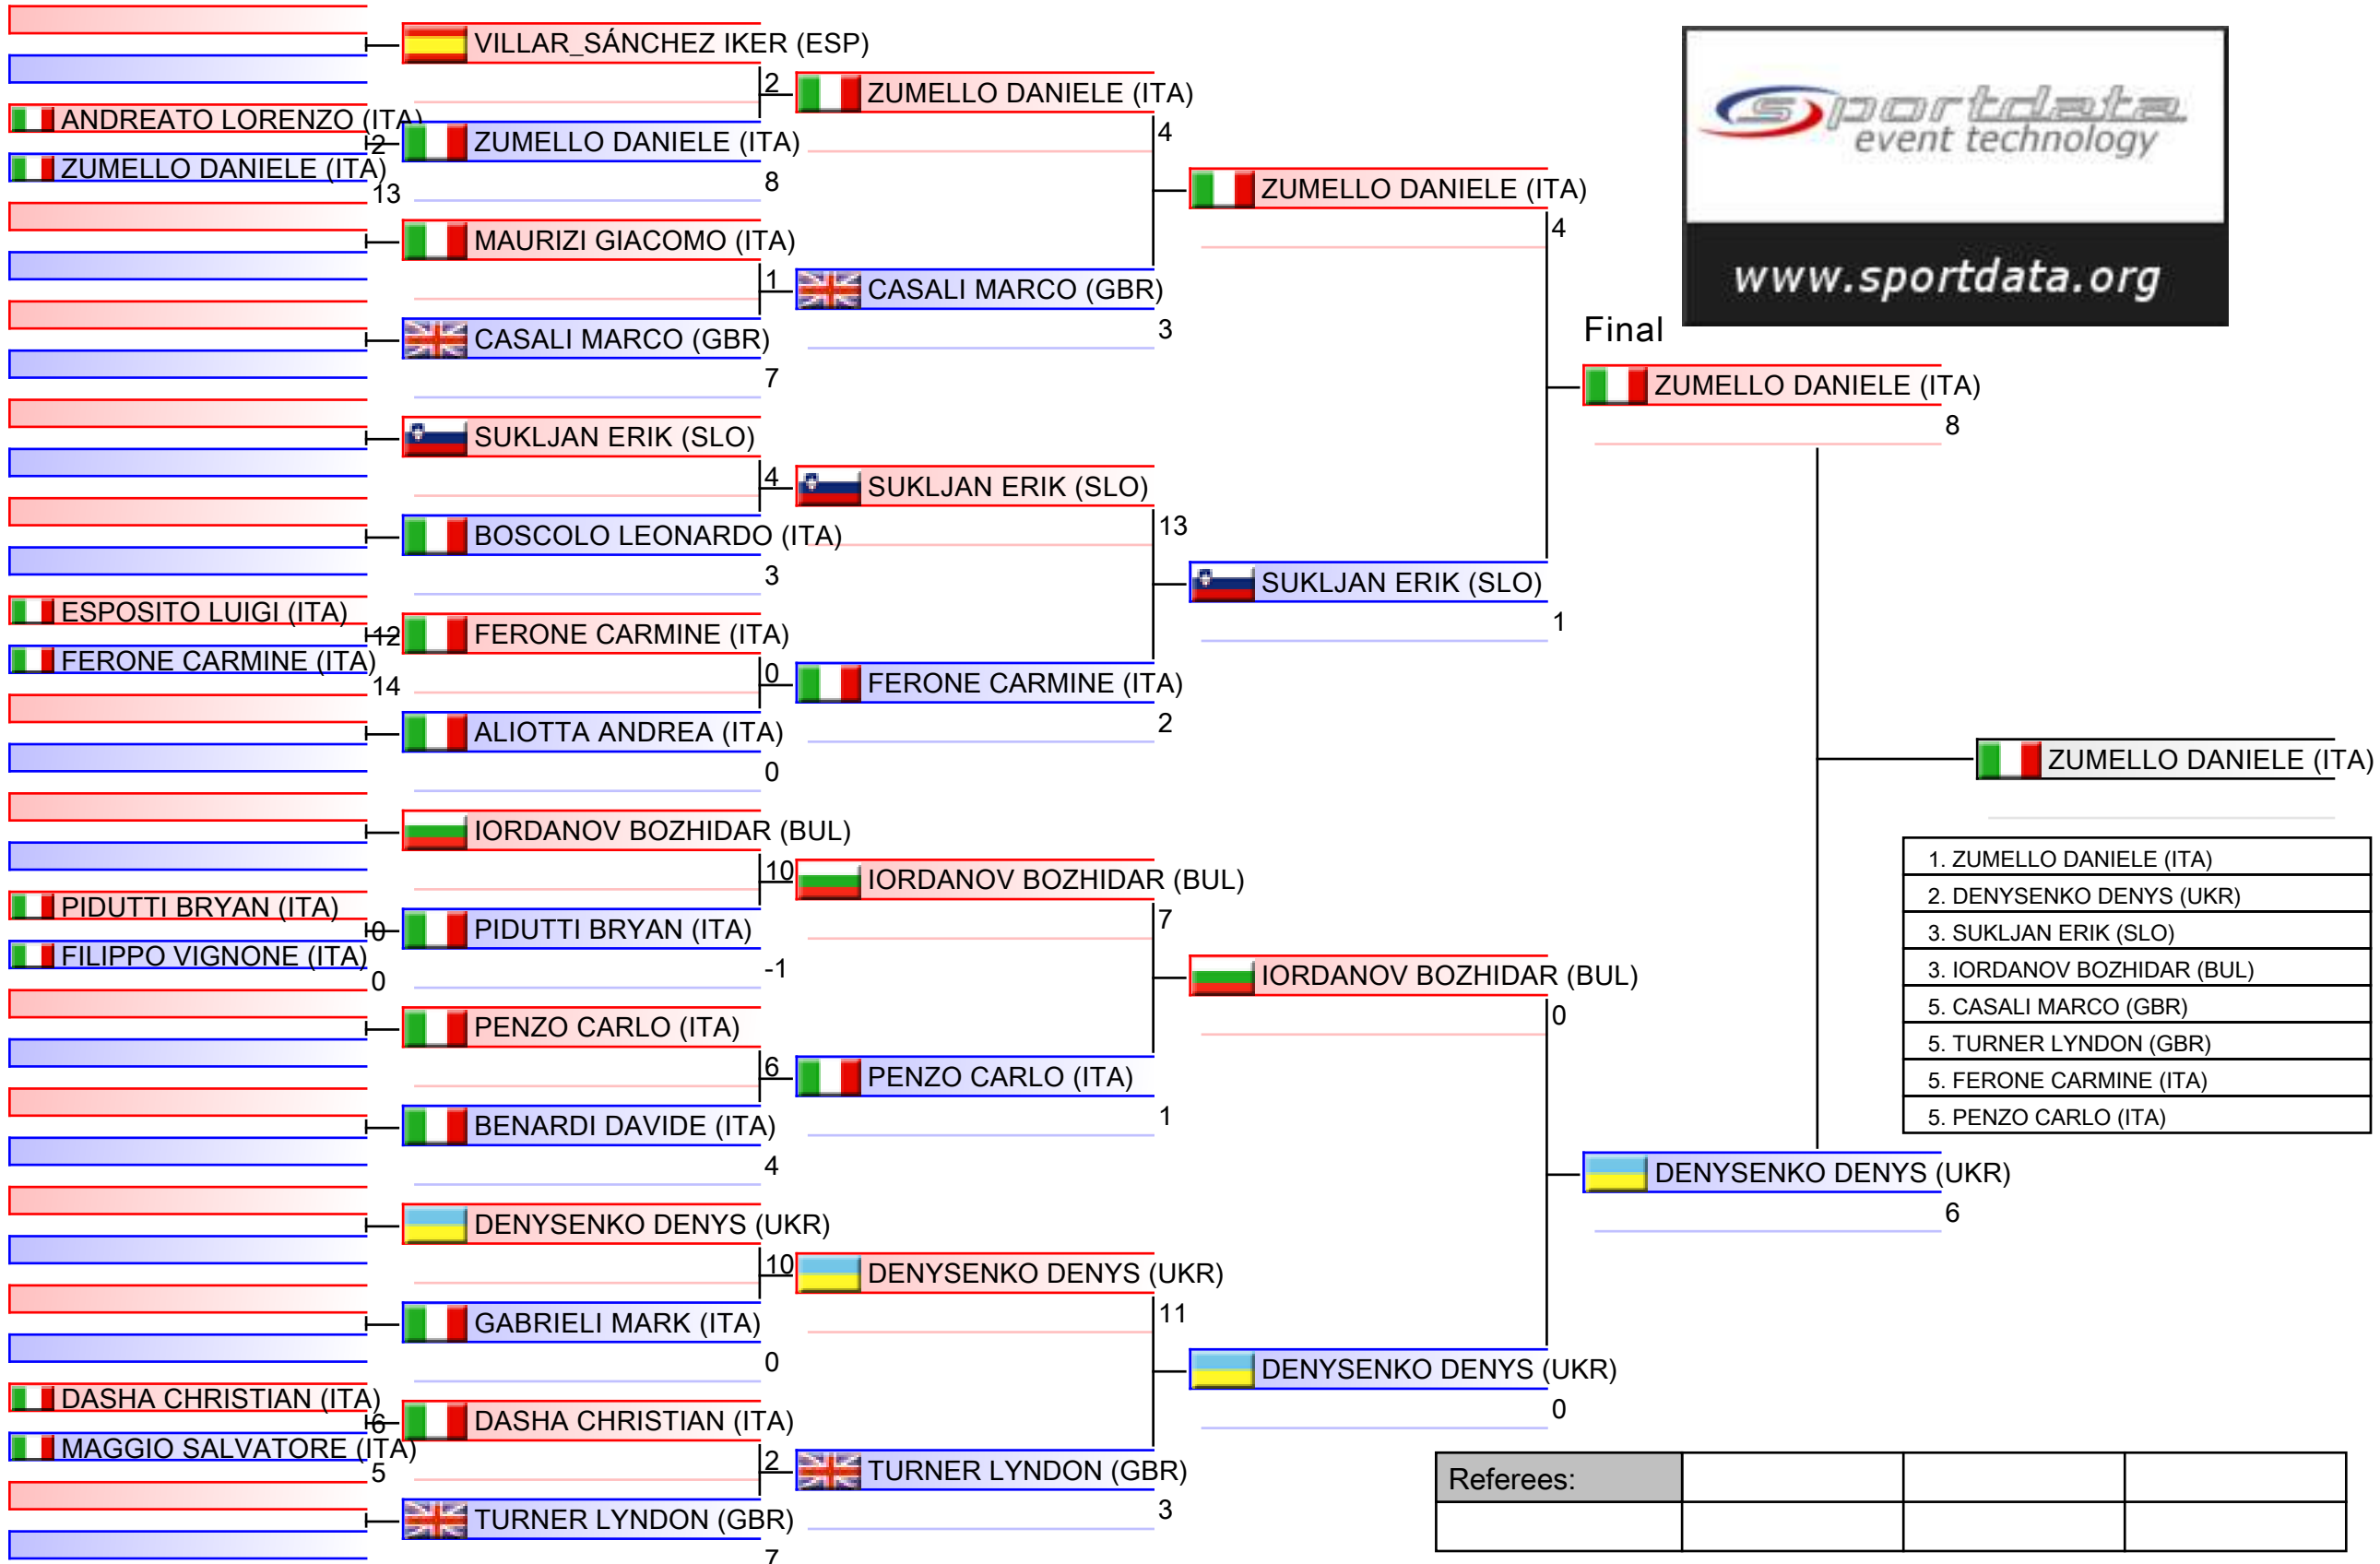 VILLAR_SÁNCHEZ IKER (ESP)
2
ZUMELLO DANIELE (ITA)
ANDREATO LORENZO (ITA)
2
ZUMELLO DANIELE (ITA)
4
ZUMELLO DANIELE (ITA)
13
8
ZUMELLO DANIELE (ITA)
4
MAURIZI GIACOMO (ITA)
1
CASALI MARCO (GBR)
3
CASALI MARCO (GBR)
7
sportdata
event technology
www.sportdata.org
Final
ZUMELLO DANIELE (ITA)
8
SUKLJAN ERIK (SLO)
4
SUKLJAN ERIK (SLO)
13
BOSCOLO LEONARDO (ITA)
3
SUKLJAN ERIK (SLO)
1
ESPOSITO LUIGI (ITA)
12
FERONE CARMINE (ITA)
FERONE CARMINE (ITA)
14
0
FERONE CARMINE (ITA)
2
ALIOTTA ANDREA (ITA)
0
ZUMELLO DANIELE (ITA)
IORDANOV BOZHIDAR (BUL)
10
IORDANOV BOZHIDAR (BUL)
7
PIDUTTI BRYAN (ITA)
0
PIDUTTI BRYAN (ITA)
-1
FILIPPO VIGNONE (ITA)
0
IORDANOV BOZHIDAR (BUL)
0
1. ZUMELLO DANIELE (ITA)
2. DENYSENKO DENYS (UKR)
3. SUKLJAN ERIK (SLO)
3. IORDANOV BOZHIDAR (BUL)
5. CASALI MARCO (GBR)
5. TURNER LYNDON (GBR)
5. FERONE CARMINE (ITA)
5. PENZO CARLO (ITA)
PENZO CARLO (ITA)
6
PENZO CARLO (ITA)
1
BENARDI DAVIDE (ITA)
4
DENYSENKO DENYS (UKR)
6
DENYSENKO DENYS (UKR)
10
DENYSENKO DENYS (UKR)
11
GABRIELI MARK (ITA)
0
DENYSENKO DENYS (UKR)
0
DASHA CHRISTIAN (ITA)
6
DASHA CHRISTIAN (ITA)
2
MAGGIO SALVATORE (ITA)
5
TURNER LYNDON (GBR)
3
TURNER LYNDON (GBR)
7
Referees: